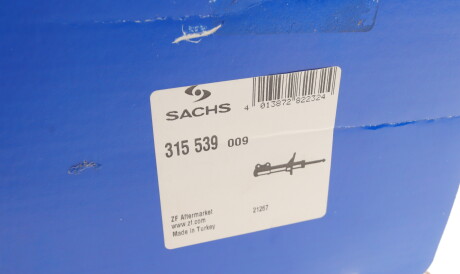 SACHS
4 013872 822324
315 539 009
ZF Aftermarket
www.zf.com
Made in Turkey
21267